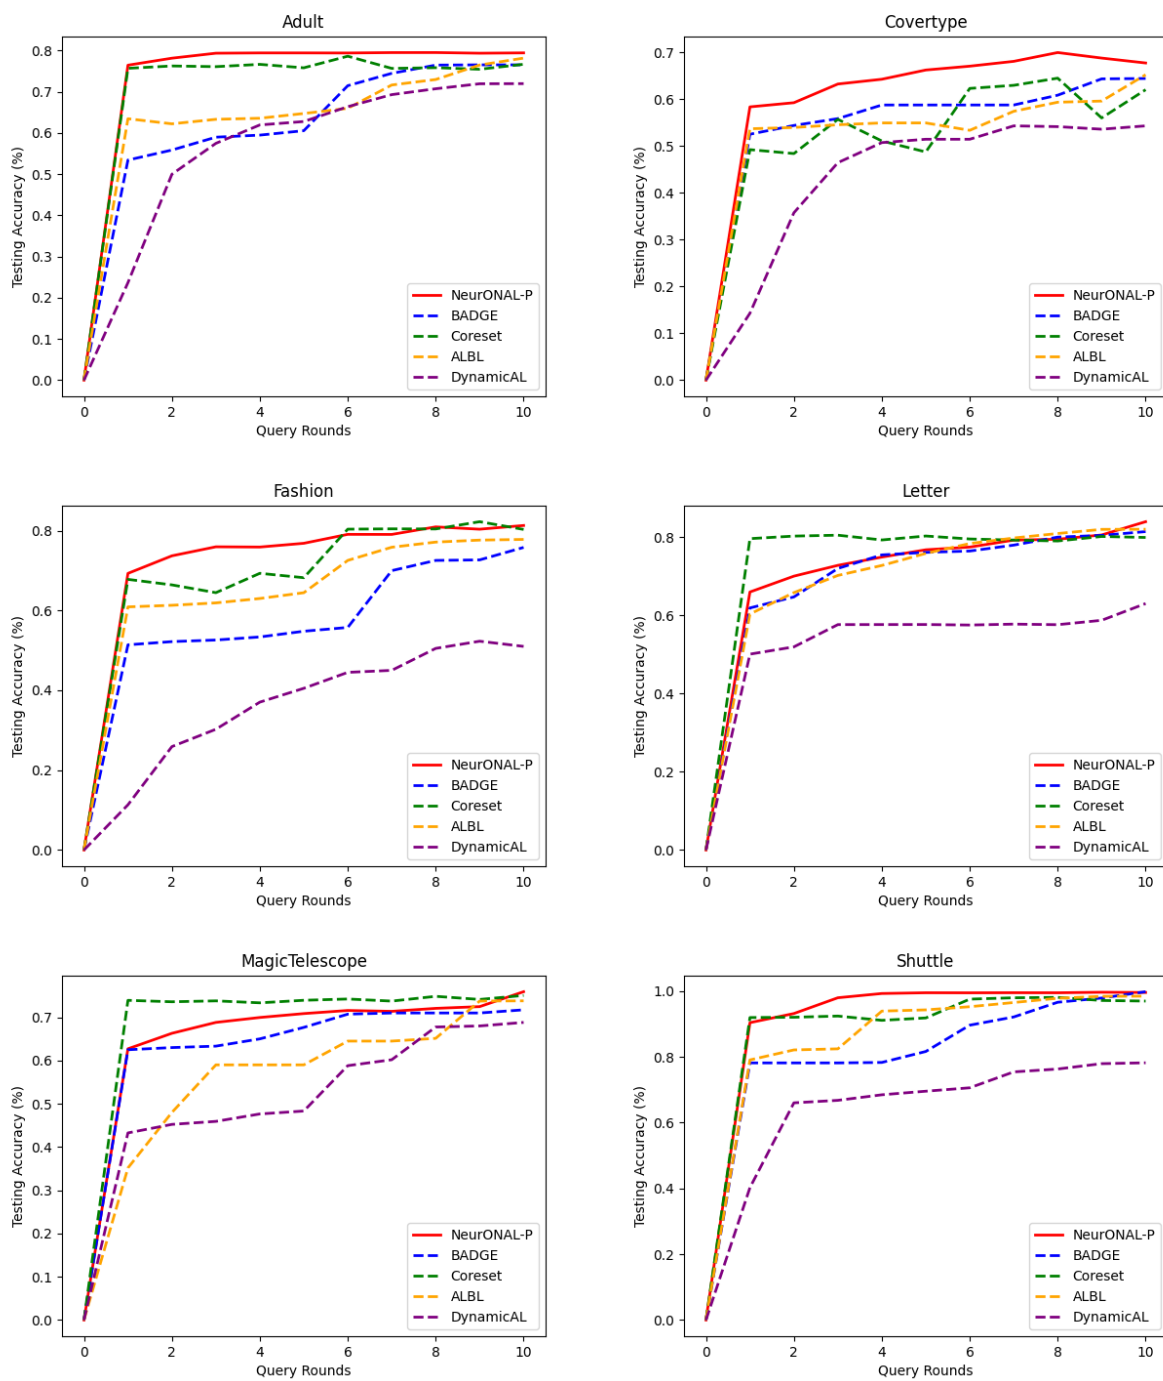 Adult
Testing Accuracy (%)
0.8
0.7
0.6
0.5
0.4
0.3
0.2
0.1
0.0
0 2 4 6 8 10
Query Rounds
NeurONAL-P
BADGE
Coreset
ALBL
DynamicAL
Covertype
Testing Accuracy (%)
0.7
0.6
0.5
0.4
0.3
0.2
0.1
0.0
0 2 4 6 8 10
Query Rounds
NeurONAL-P
BADGE
Coreset
ALBL
DynamicAL
Fashion
Testing Accuracy (%)
0.8
0.6
0.4
0.2
0.0
0 2 4 6 8 10
Query Rounds
NeurONAL-P
BADGE
Coreset
ALBL
DynamicAL
Letter
Testing Accuracy (%)
0.8
0.6
0.4
0.2
0.0
0 2 4 6 8 10
Query Rounds
NeurONAL-P
BADGE
Coreset
ALBL
DynamicAL
MagicTelescope
Testing Accuracy (%)
0.7
0.6
0.5
0.4
0.3
0.2
0.1
0.0
0 2 4 6 8 10
Query Rounds
NeurONAL-P
BADGE
Coreset
ALBL
DynamicAL
Shuttle
Testing Accuracy (%)
1.0
0.8
0.6
0.4
0.2
0.0
0 2 4 6 8 10
Query Rounds
NeurONAL-P
BADGE
Coreset
ALBL
DynamicAL